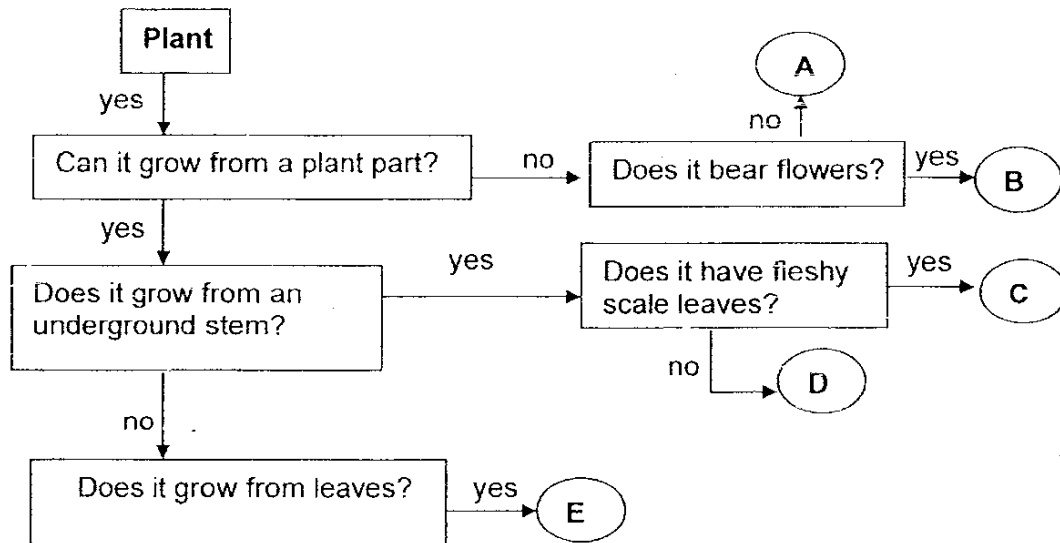 Plant
yes
Can it grow from a plant part?
no
Does it bear flowers?
no
A
yes
B
yes
Does it grow from an
underground stem?
yes
Does it have fleshy
scale leaves?
yes
C
no
D
no
Does it grow from leaves?
yes
E